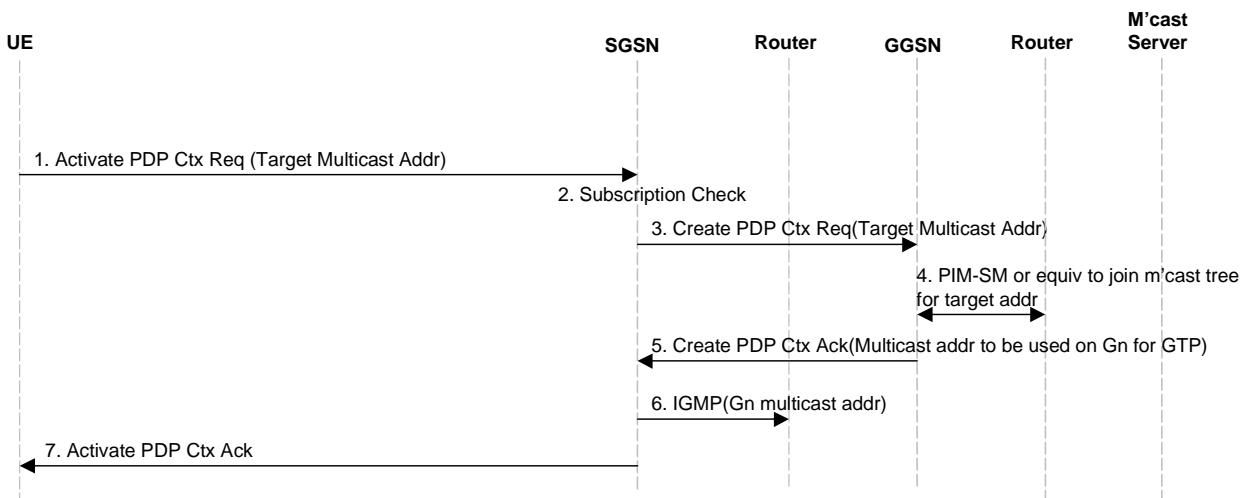 M'cast
UE SGSN Router GGSN Router Server
1. Activate PDP Ctx Req (Target Multicast Addr)
2. Subscription Check
3. Create PDP Ctx Req(Target Multicast Addr)
4. PIM-SM or equiv to join m'cast tree
for target addr
5. Create PDP Ctx Ack(Multicast addr to be used on Gn for GTP)
6. IGMP(Gn multicast addr)
7. Activate PDP Ctx Ack